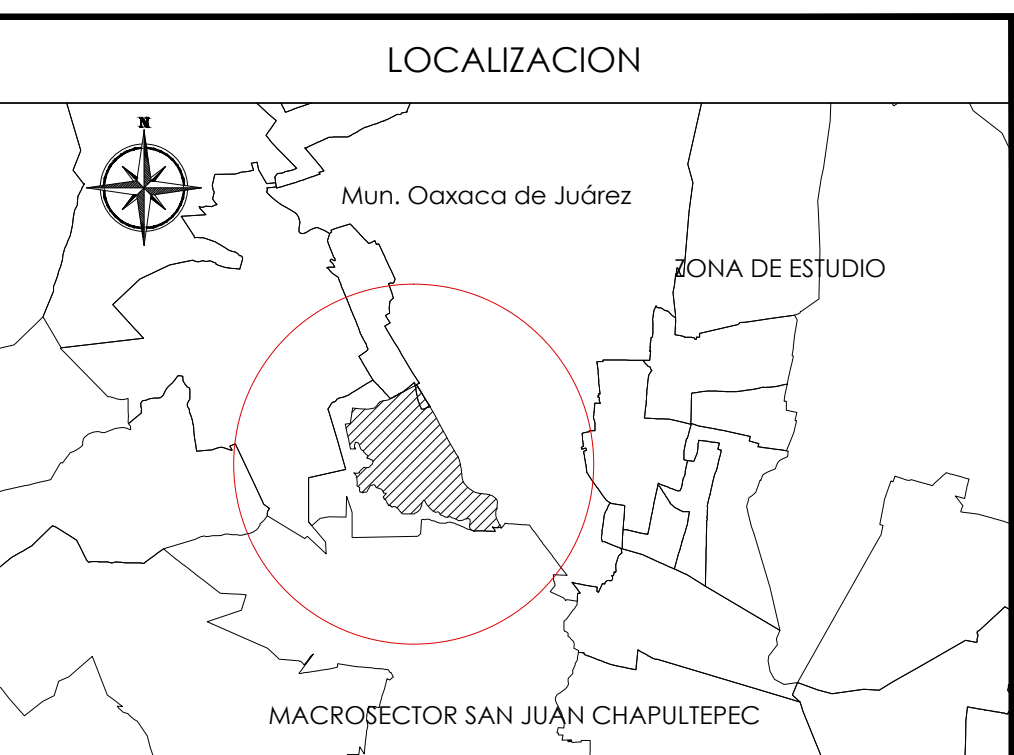 LOCALIZACION
N
Mun. Oaxaca de Juárez
ZONA DE ESTUDIO
MACROSECTOR SAN JUAN CHAPULTEPEC